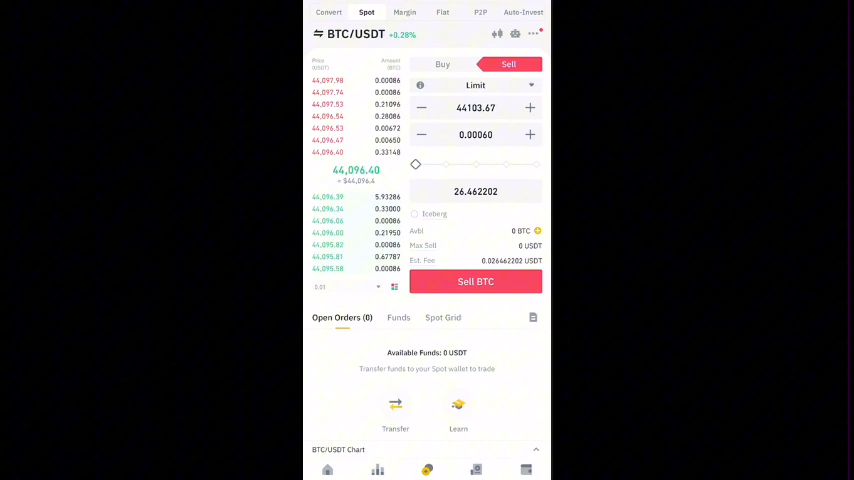 Convert Spot Margin Fiat P2P Auto-Invest
BTC/USDT +0.28%
Price Amount
(USDT) (BTC)
44,097.98 0.00086
44,097.74 0.00086
44,097.53 0.21096
44,096.54 0.28086
44,096.53 0.00672
44,096.47 0.00650
44,096.40 0.33148
44,096.40
≈ $44,096.4
44,096.39 5.93286
44,096.34 0.33000
44,096.06 0.00086
44,096.00 0.21950
44,095.82 0.00086
44,095.81 0.67787
44,095.58 0.00086
0.01
Buy Sell
Limit
— 44103.67 +
— 0.00060 +
26.462202
Iceberg
Avbl 0 BTC
Max Sell 0 USDT
Est. Fee 0.026462202 USDT
Sell BTC
Open Orders (0) Funds Spot Grid
Available Funds: 0 USDT
Transfer funds to your Spot wallet to trade
Transfer Learn
BTC/USDT Chart